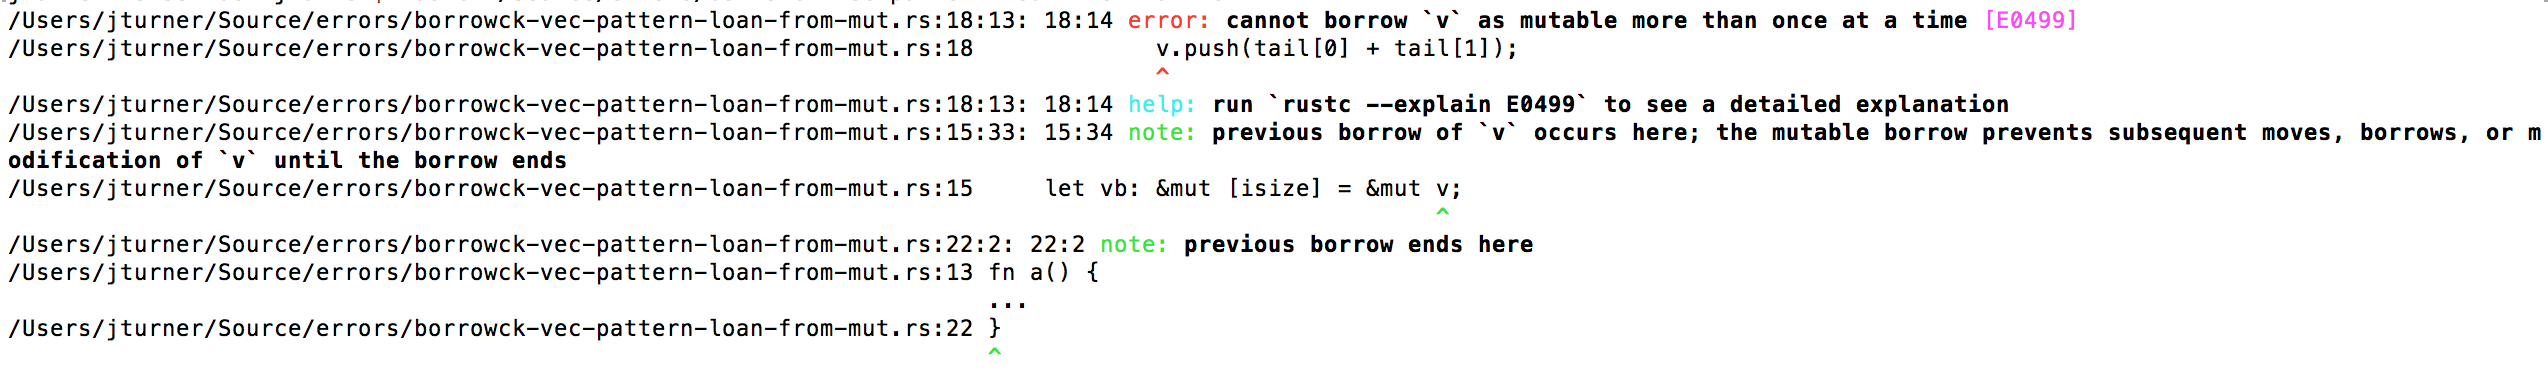 /Users/jturner/Source/errors/borrowck-vec-pattern-loan-from-mut.rs:18:13: 18:14 error: cannot borrow `v` as mutable more than once at a time [E0499]
/Users/jturner/Source/errors/borrowck-vec-pattern-loan-from-mut.rs:18             v.push(tail[0] + tail[1]);
^
/Users/jturner/Source/errors/borrowck-vec-pattern-loan-from-mut.rs:18:13: 18:14 help: run `rustc --explain E0499` to see a detailed explanation
/Users/jturner/Source/errors/borrowck-vec-pattern-loan-from-mut.rs:15:33: 15:34 note: previous borrow of `v` occurs here; the mutable borrow prevents subsequent moves, borrows, or m
odification of `v` until the borrow ends
/Users/jturner/Source/errors/borrowck-vec-pattern-loan-from-mut.rs:15     let vb: &mut [isize] = &mut v;
^
/Users/jturner/Source/errors/borrowck-vec-pattern-loan-from-mut.rs:22:2: 22:2 note: previous borrow ends here
/Users/jturner/Source/errors/borrowck-vec-pattern-loan-from-mut.rs:13 fn a() {
...
/Users/jturner/Source/errors/borrowck-vec-pattern-loan-from-mut.rs:22 }
^